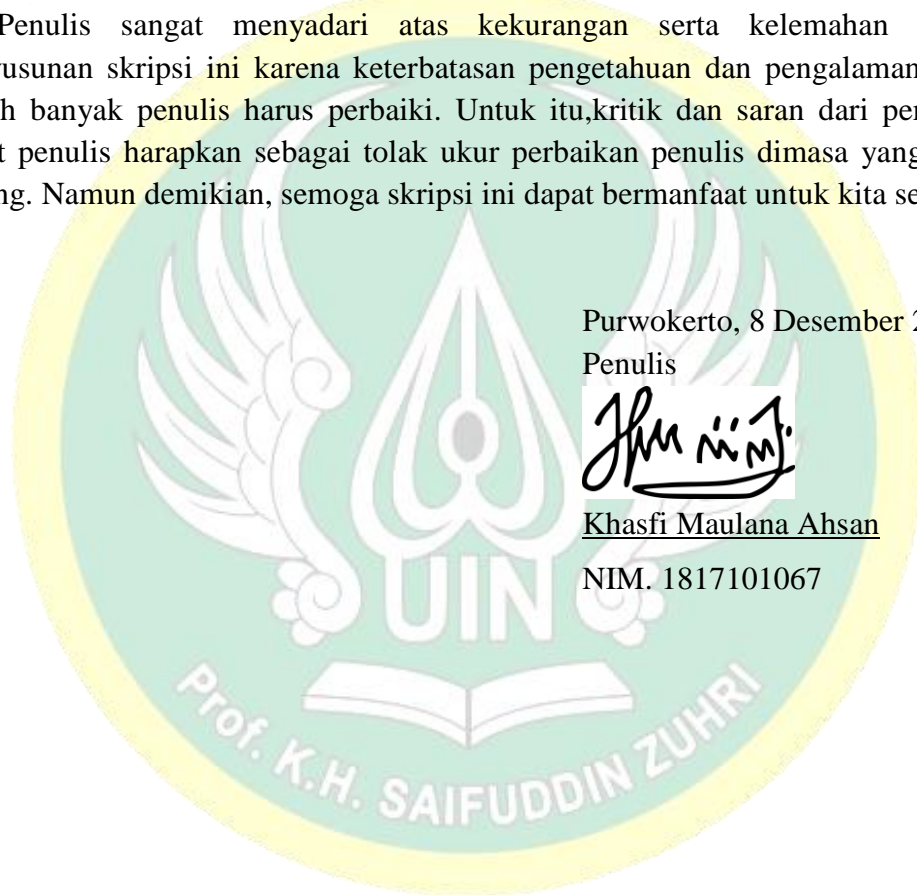 Penulis sangat menyadari atas kekurangan serta kelemahan
yusunan skripsi ini karena keterbatasan pengetahuan dan pengalaman
h banyak penulis harus perbaiki. Untuk itu,kritik dan saran dari per
t penulis harapkan sebagai tolak ukur perbaikan penulis dimasa yang
ng. Namun demikian, semoga skripsi ini dapat bermanfaat untuk kita se
Purwokerto, 8 Desember 2
Penulis
Khasfi Maulana Ahsan
NIM. 1817101067
UIN
Prof. K.H. SAIFUDDIN ZUHRI